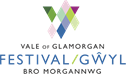 VALE OF GLAMORGAN
FESTIVAL/GŴYL
BRO MORGANNWG